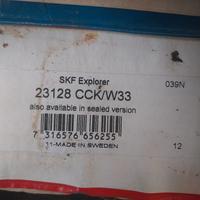 SKF Explorer
039N
23128 CCK/W33
also available in sealed version
7 316576 656255
11-MADE IN SWEDEN
12